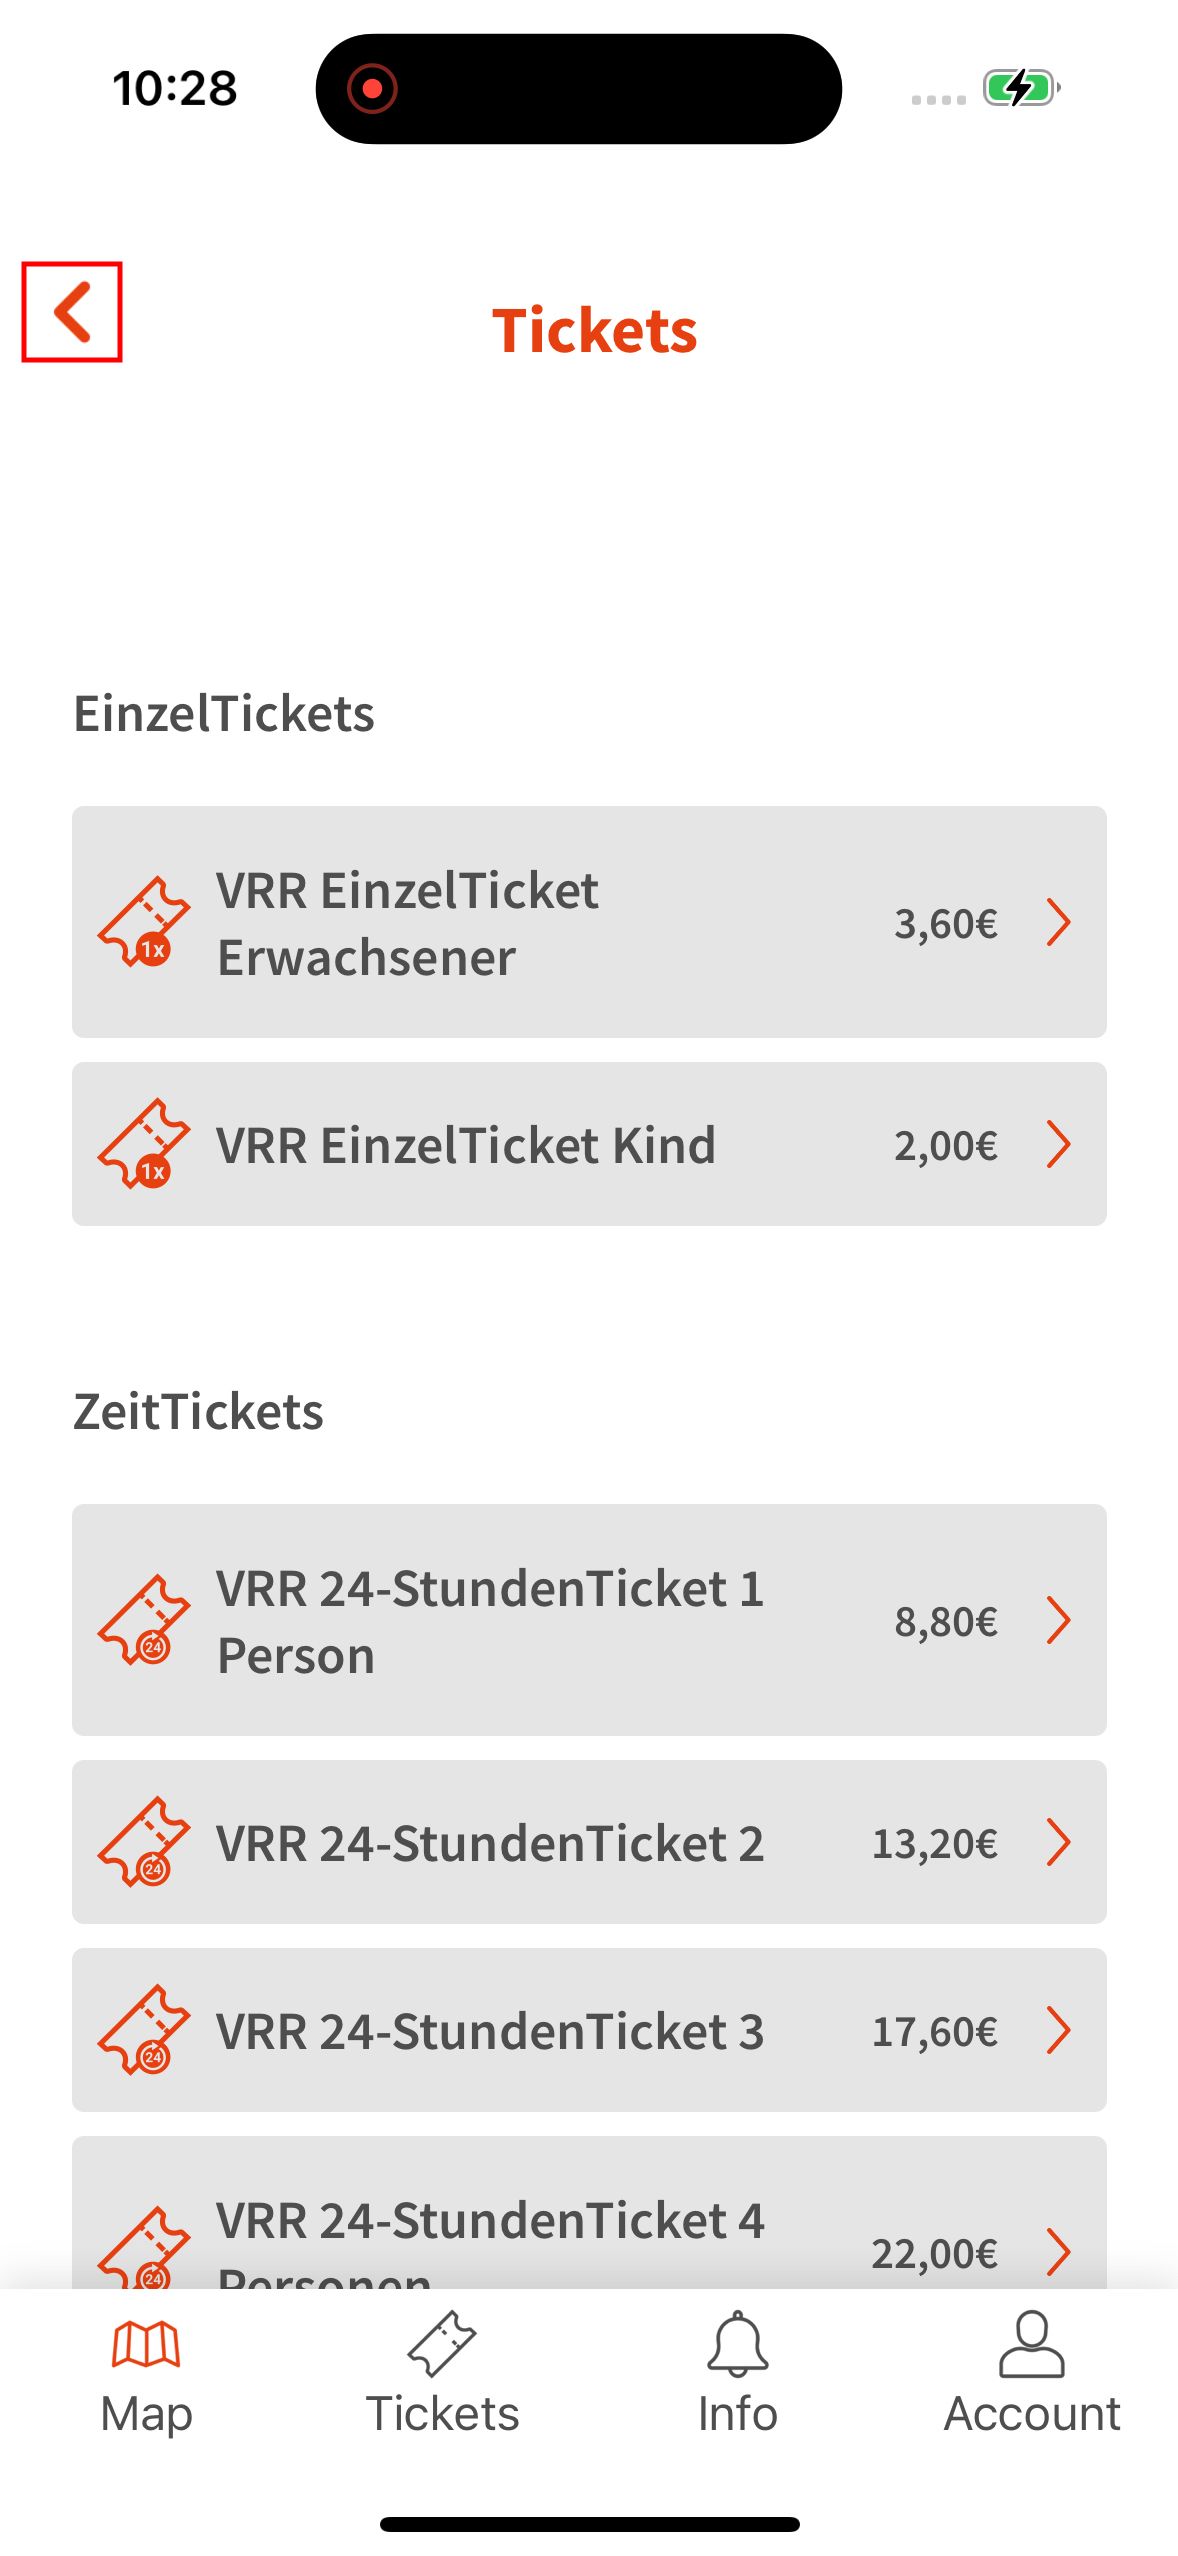 10:28
Tickets
EinzelTickets
VRR EinzelTicket
Erwachsener
3,60€
1x
VRR EinzelTicket Kind
2,00€
1x
ZeitTickets
VRR 24-StundenTicket 1
Person
8,80€
24
VRR 24-StundenTicket 2
13,20€
24
VRR 24-StundenTicket 3
17,60€
24
VRR 24-StundenTicket 4
Personen
22,00€
24
Map
Tickets
Info
Account